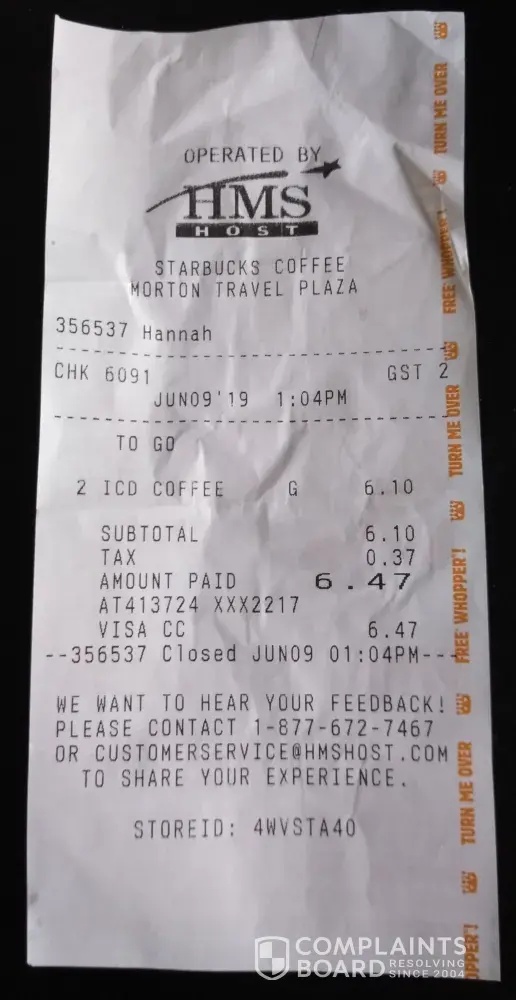 OPERATED BY
HMS
HOST
STARBUCKS COFFEE
MORTON TRAVEL PLAZA
356537 Hannah
CHK 6091 GST 2
JUN09'19 1:04PM
TO GO
2 ICD COFFEE G 6.10
SUBTOTAL 6.10
TAX 0.37
AMOUNT PAID 6.47
AT413724 XXX2217
VISA CC 6.47
--356537 Closed JUN09 01:04PM---
WE WANT TO HEAR YOUR FEEDBACK!
PLEASE CONTACT 1-877-672-7467
OR CUSTOMERSERVICE@HMSHOST.COM
TO SHARE YOUR EXPERIENCE.
STOREID: 4WVSTA40
TURN ME OVER
FREE WHOPPER!
TURN ME OVER
FREE WHOPPER!
TURN ME OVER
OPPER!
COMPLAINTS
BOARD RESOLVING
SINCE 2004